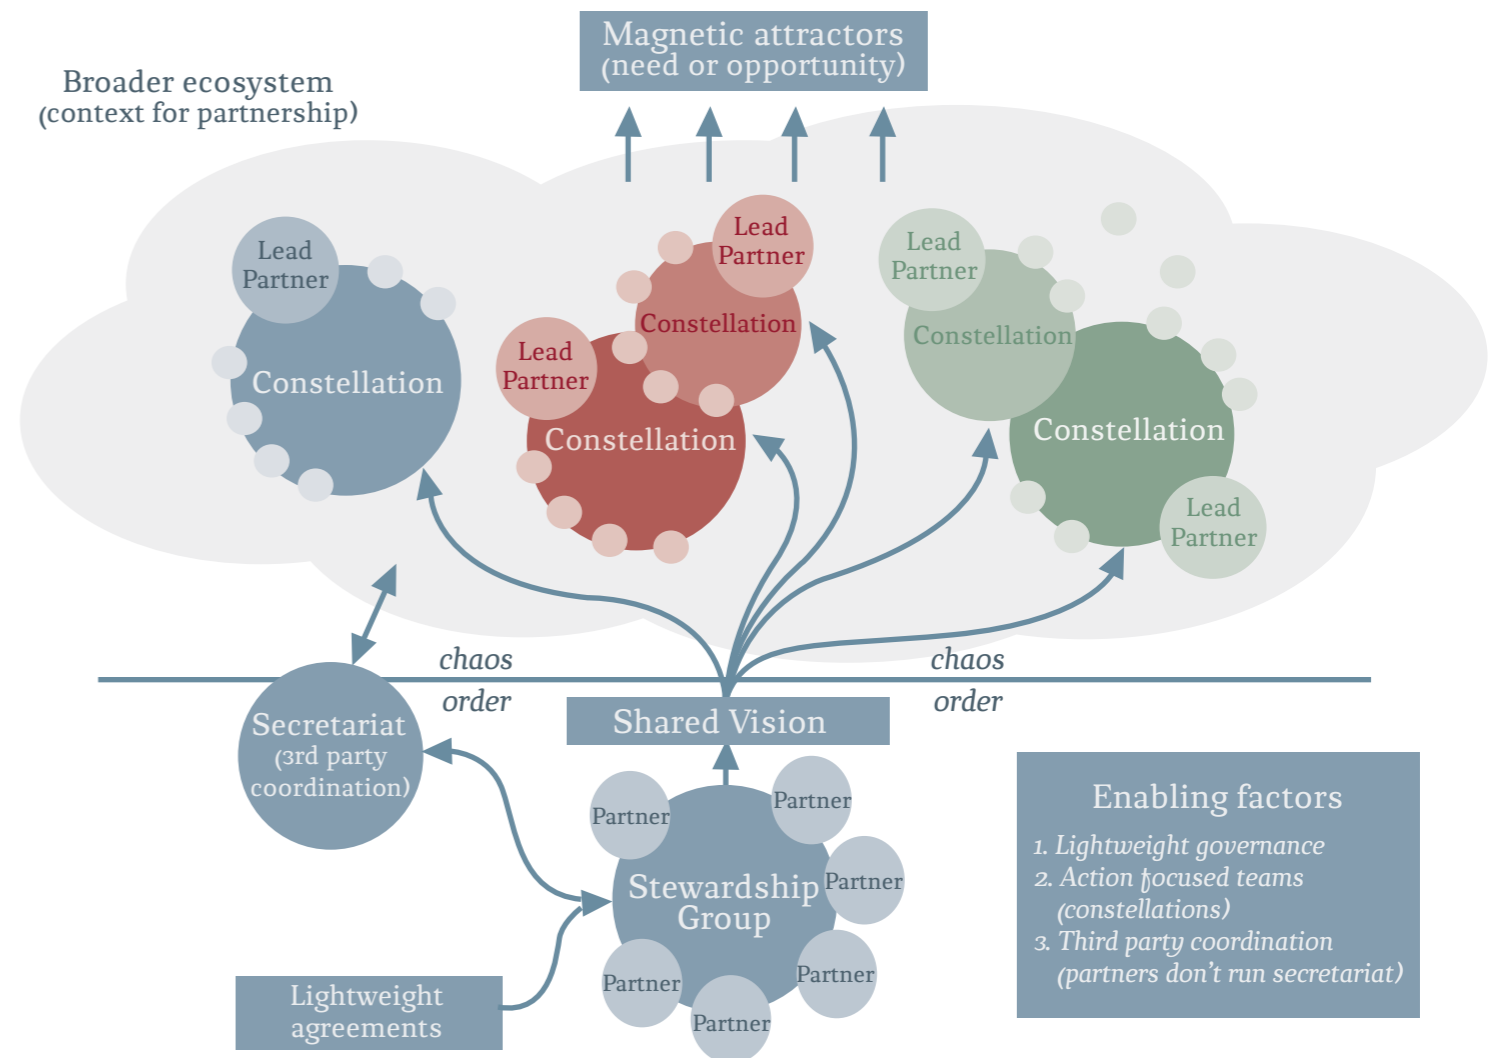 Magnetic attractors
(need or opportunity)
Broader ecosystem
(context for partnership)
Lead
Partner
Constellation
Lead
Partner
Constellation
Lead
Partner
Constellation
Lead
Partner
Constellation
Constellation
Lead
Partner
chaos
order
chaos
order
Secretariat
(3rd party
coordination)
Shared Vision
Partner
Partner
Partner
Partner
Partner
Partner
Stewardship
Group
Lightweight
agreements
Enabling factors
1. Lightweight governance
2. Action focused teams
(constellations)
3. Third party coordination
(partners don't run secretariat)